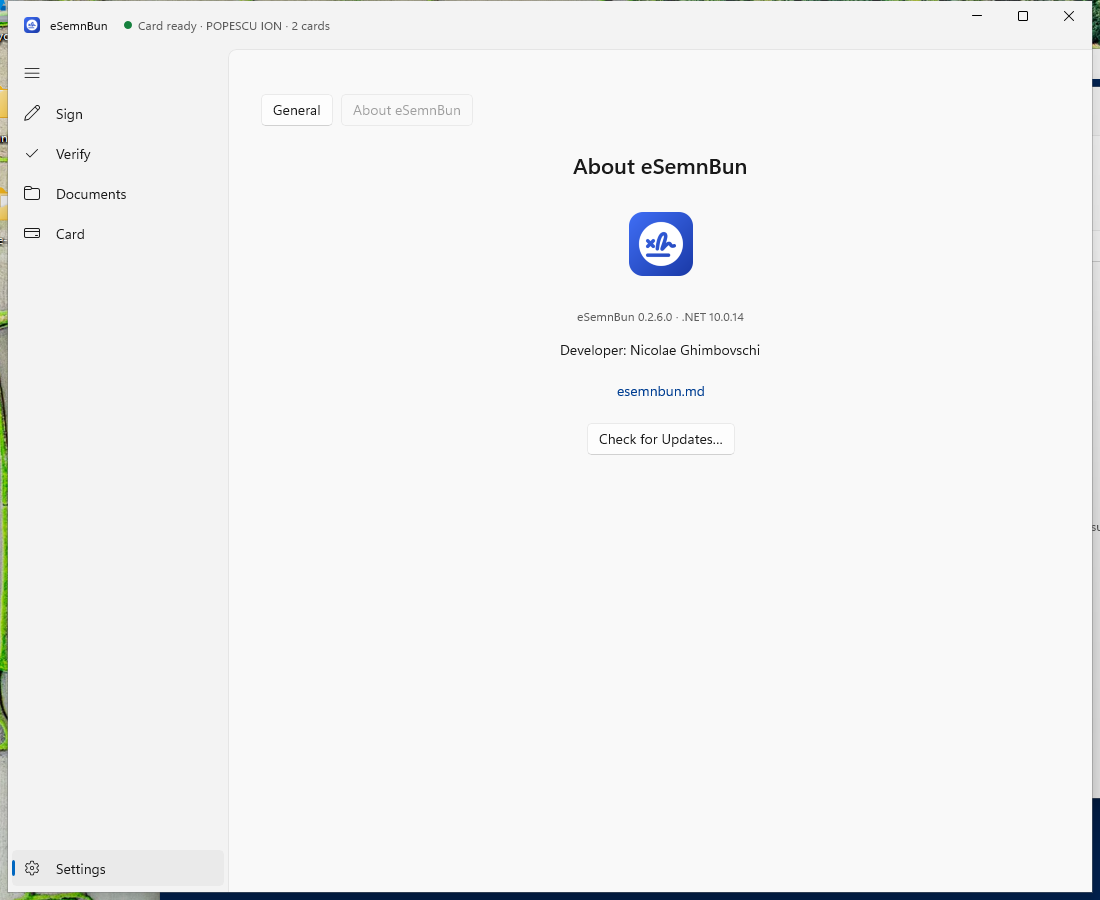 eSemnBun
Card ready · POPESCU ION · 2 cards
Sign
Verify
Documents
Card
General
About eSemnBun
About eSemnBun
eSemnBun 0.2.6.0 · .NET 10.0.14
Developer: Nicolae Ghimbovschi
esemnbun.md
Check for Updates...
Settings